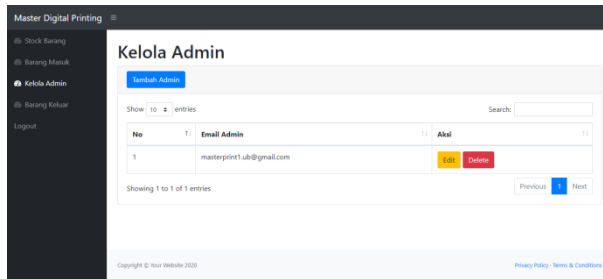 Master Digital Printing
Stock Barang
Barang Masuk
Kelola Admin
Barang Keluar
Logout
Kelola Admin
Tambah Admin
Show 10 entries
Search:
No Email Admin Aksi
1 masterprint1.ub@gmail.com Edit Delete
Showing 1 to 1 of 1 entries
Previous 1 Next
Copyright © Your Website 2020
Privacy Policy · Terms & Conditions